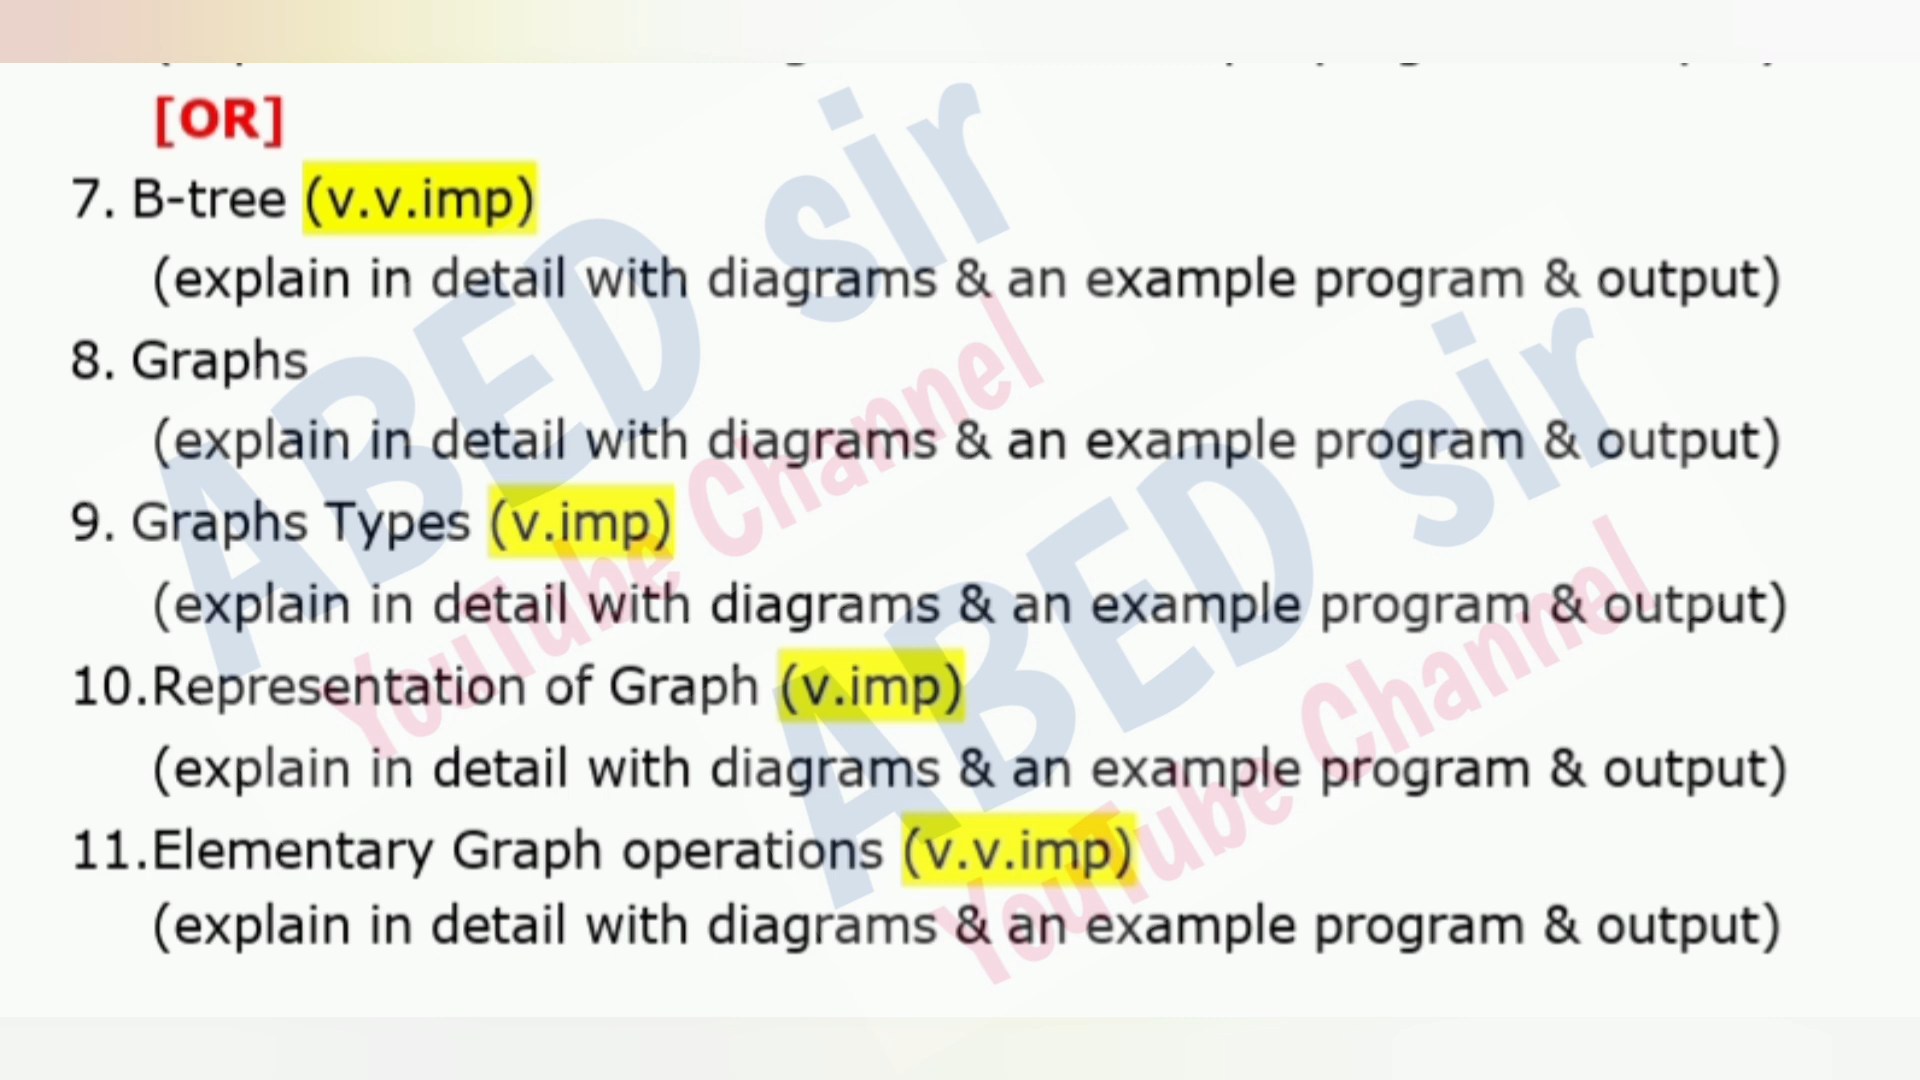 [OR]
7. B-tree (v.v.imp)
(explain in detail with diagrams & an example program & output)
8. Graphs
(explain in detail with diagrams & an example program & output)
9. Graphs Types (v.imp)
(explain in detail with diagrams & an example program & output)
10.Representation of Graph (v.imp)
(explain in detail with diagrams & an example program & output)
11.Elementary Graph operations (v.v.imp)
(explain in detail with diagrams & an example program & output)
ABED sir
YouTube Channel
ABED sir
YouTube Channel